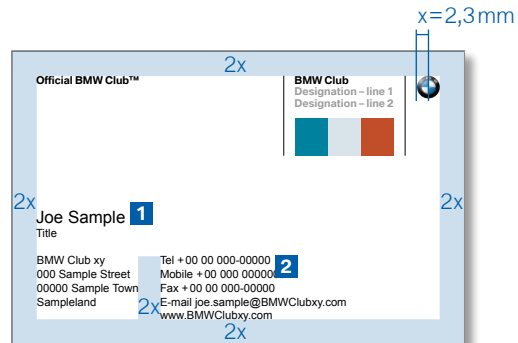 x=2,3 mm
2x
Official BMW Club™
BMW Club
Designation – line 1
Designation – line 2
2x
2x
Joe Sample 1
Title
BMW Club xy
000 Sample Street
00000 Sample Town
Sampleland
2x
Tel +00 00 000-00000
Mobile +00 000 000000
2
Fax +00 00 000-00000
E-mail joe.sample@BMWClubxy.com
www.BMWClubxy.com
2x